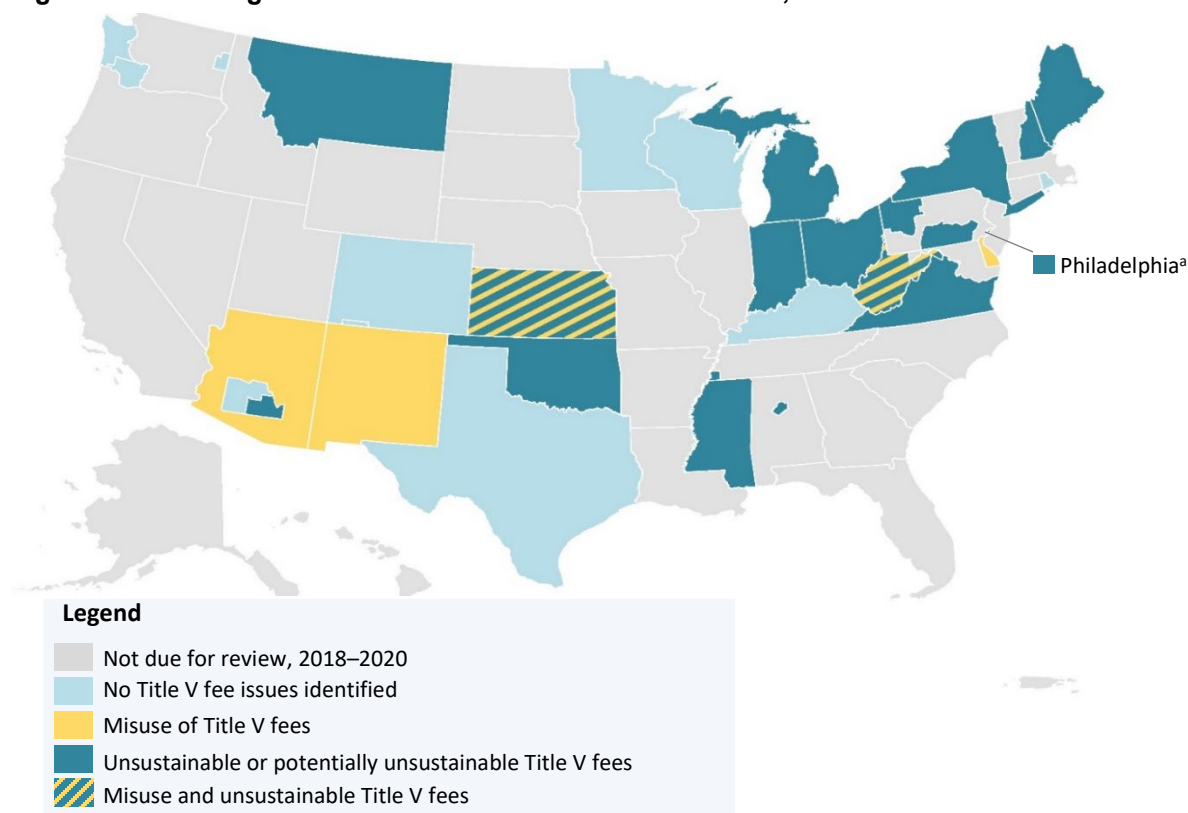 Philadelphiaᵃ
Legend
Not due for review, 2018–2020
No Title V fee issues identified
Misuse of Title V fees
Unsustainable or potentially unsustainable Title V fees
Misuse and unsustainable Title V fees